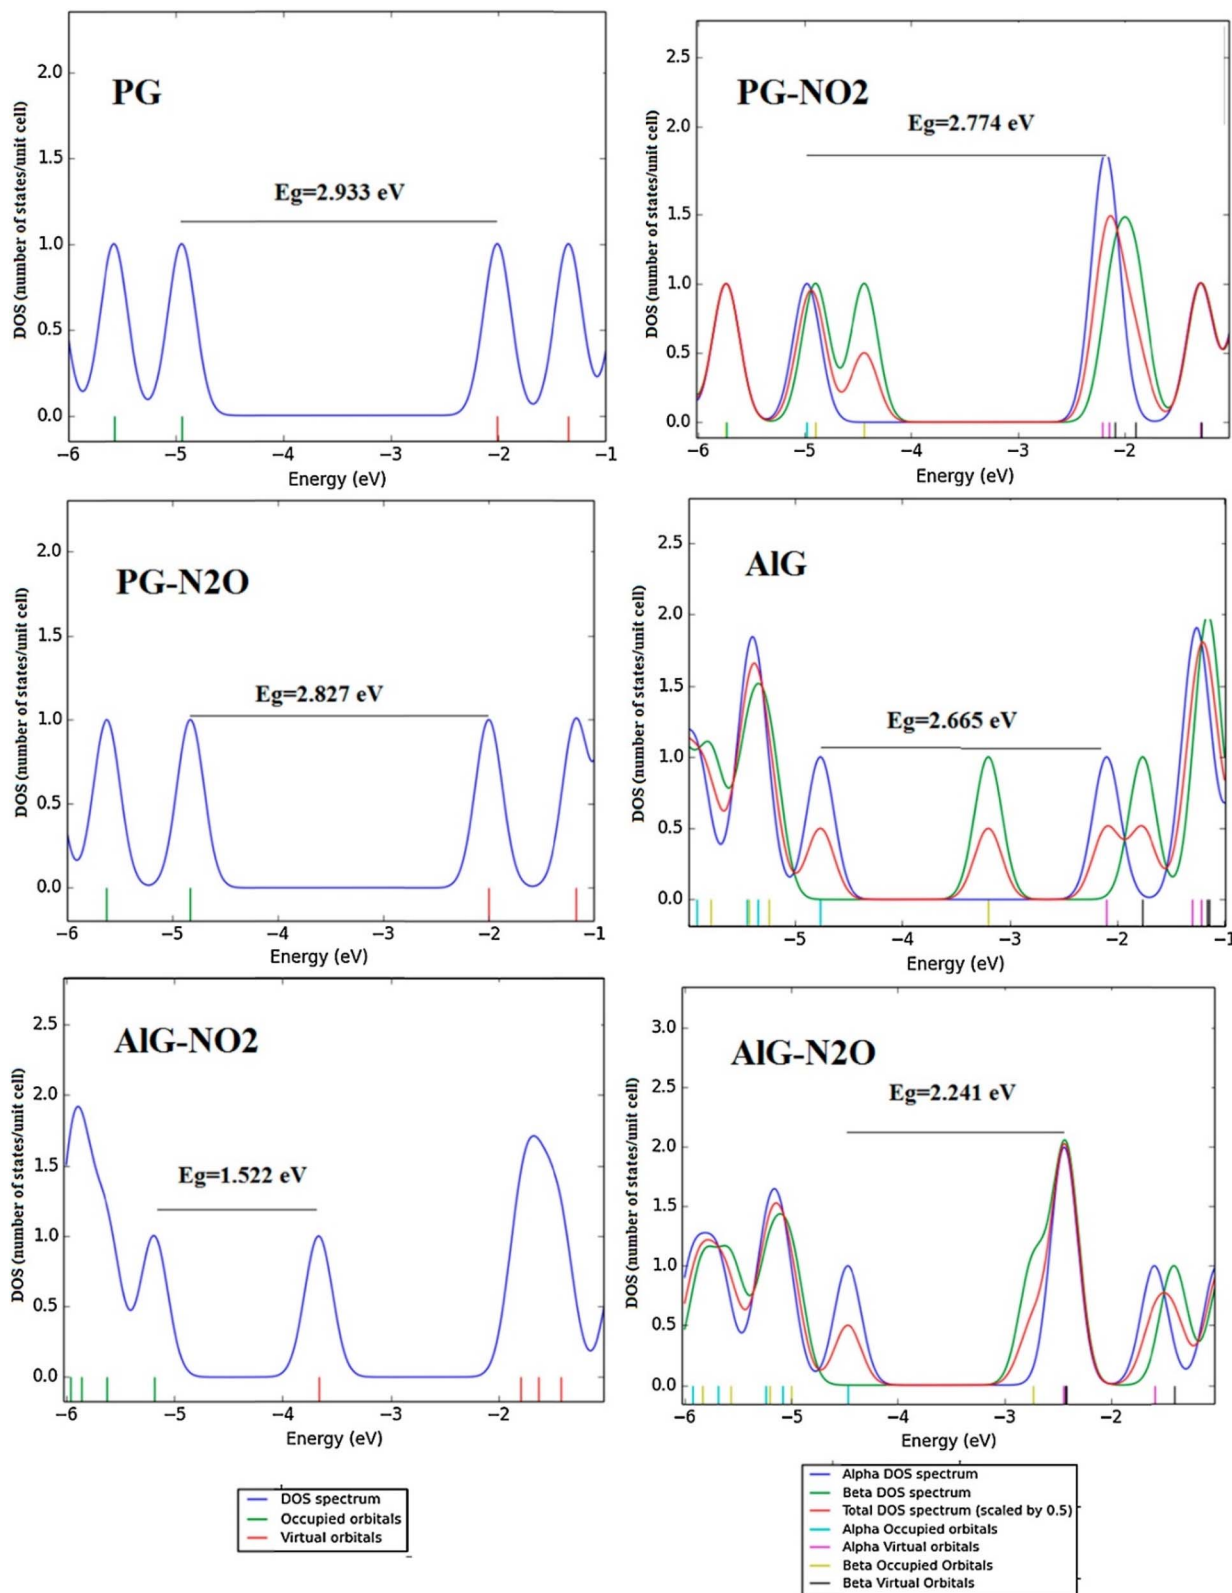 PG
Eg=2.933 eV
DOS (number of states/unit cell)
2.0
1.5
1.0
0.5
0.0
−6 −5 −4 −3 −2 −1
Energy (eV)
PG-NO2
Eg=2.774 eV
DOS (number of states/unit cell)
2.5
2.0
1.5
1.0
0.5
0.0
−6 −5 −4 −3 −2
Energy (eV)
PG-N2O
Eg=2.827 eV
DOS (number of states/unit cell)
2.0
1.5
1.0
0.5
0.0
−6 −5 −4 −3 −2 −1
Energy (eV)
AlG
Eg=2.665 eV
DOS (number of states/unit cell)
2.5
2.0
1.5
1.0
0.5
0.0
−5 −4 −3 −2 −1
Energy (eV)
AlG-NO2
Eg=1.522 eV
DOS (number of states/unit cell)
2.5
2.0
1.5
1.0
0.5
0.0
−6 −5 −4 −3 −2
Energy (eV)
AlG-N2O
Eg=2.241 eV
DOS (number of states/unit cell)
3.0
2.5
2.0
1.5
1.0
0.5
0.0
−6 −5 −4 −3 −2
Energy (eV)
DOS spectrum
Occupied orbitals
Virtual orbitals
Alpha DOS spectrum
Beta DOS spectrum
Total DOS spectrum (scaled by 0.5)
Alpha Occupied orbitals
Alpha Virtual orbitals
Beta Occupied Orbitals
Beta Virtual Orbitals